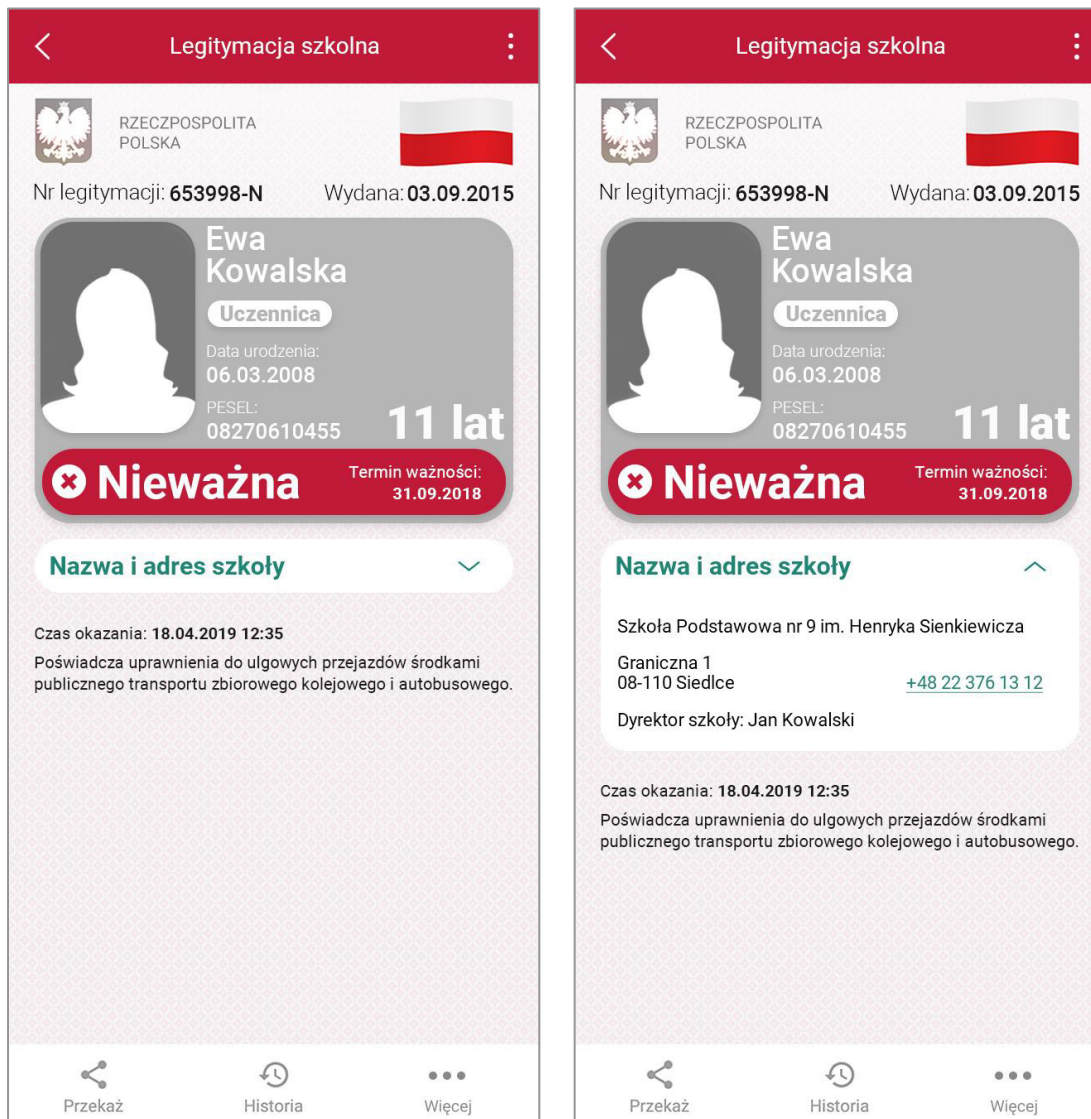 Legitymacja szkolna
RZECZPOSPOLITA
POLSKA
Nr legitymacji: 653998-N Wydana: 03.09.2015
Ewa
Kowalska
Uczennica
Data urodzenia:
06.03.2008
PESEL:
08270610455
11 lat
Nieważna
Termin ważności:
31.09.2018
Nazwa i adres szkoły
Czas okazania: 18.04.2019 12:35
Poświadcza uprawnienia do ulgowych przejazdów środkami
publicznego transportu zbiorowego kolejowego i autobusowego.
Przekaż Historia Więcej
Legitymacja szkolna
RZECZPOSPOLITA
POLSKA
Nr legitymacji: 653998-N Wydana: 03.09.2015
Ewa
Kowalska
Uczennica
Data urodzenia:
06.03.2008
PESEL:
08270610455
11 lat
Nieważna
Termin ważności:
31.09.2018
Nazwa i adres szkoły
Szkoła Podstawowa nr 9 im. Henryka Sienkiewicza
Graniczna 1
08-110 Siedlce +48 22 376 13 12
Dyrektor szkoły: Jan Kowalski
Czas okazania: 18.04.2019 12:35
Poświadcza uprawnienia do ulgowych przejazdów środkami
publicznego transportu zbiorowego kolejowego i autobusowego.
Przekaż Historia Więcej